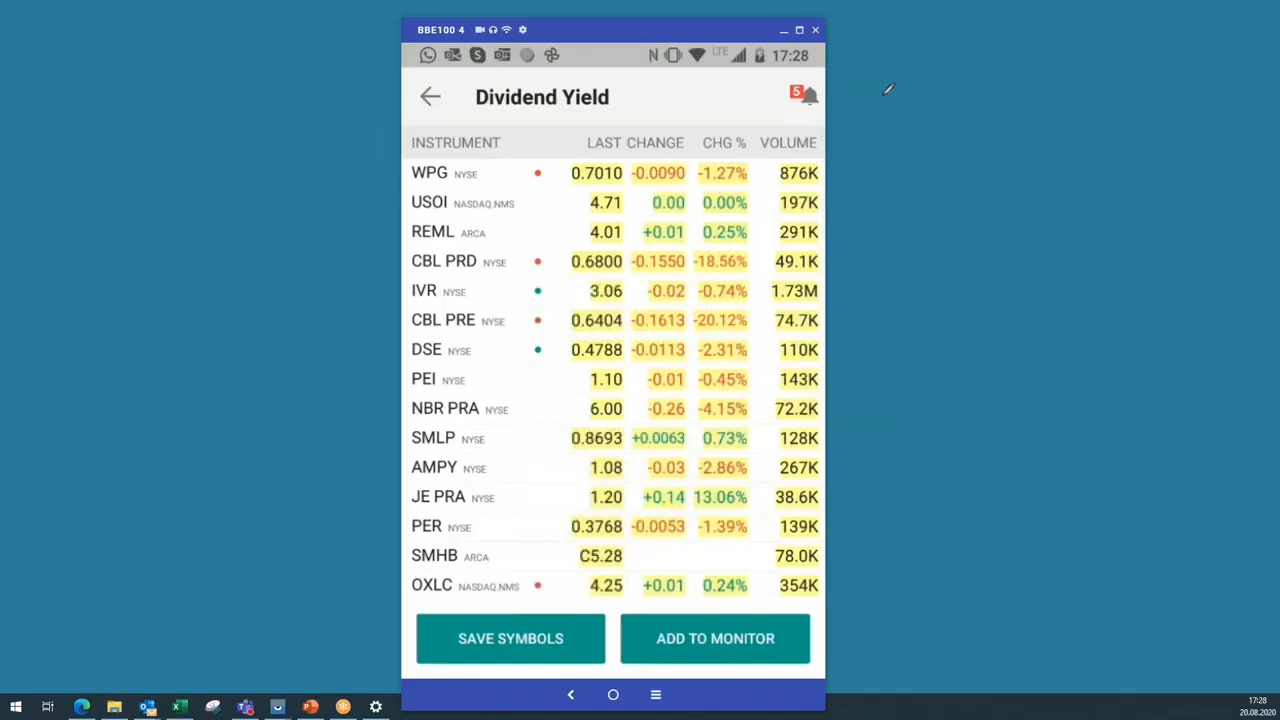 BBE100 4
LTE 17:28
Dividend Yield
5
INSTRUMENT LAST CHANGE CHG % VOLUME
WPG NYSE 0.7010 -0.0090 -1.27% 876K
USOI NASDAQ.NMS 4.71 0.00 0.00% 197K
REML ARCA 4.01 +0.01 0.25% 291K
CBL PRD NYSE 0.6800 -0.1550 -18.56% 49.1K
IVR NYSE 3.06 -0.02 -0.74% 1.73M
CBL PRE NYSE 0.6404 -0.1613 -20.12% 74.7K
DSE NYSE 0.4788 -0.0113 -2.31% 110K
PEI NYSE 1.10 -0.01 -0.45% 143K
NBR PRA NYSE 6.00 -0.26 -4.15% 72.2K
SMLP NYSE 0.8693 +0.0063 0.73% 128K
AMPY NYSE 1.08 -0.03 -2.86% 267K
JE PRA NYSE 1.20 +0.14 13.06% 38.6K
PER NYSE 0.3768 -0.0053 -1.39% 139K
SMHB ARCA C5.28 78.0K
OXLC NASDAQ.NMS 4.25 +0.01 0.24% 354K
SAVE SYMBOLS ADD TO MONITOR
17:28
20.08.2020